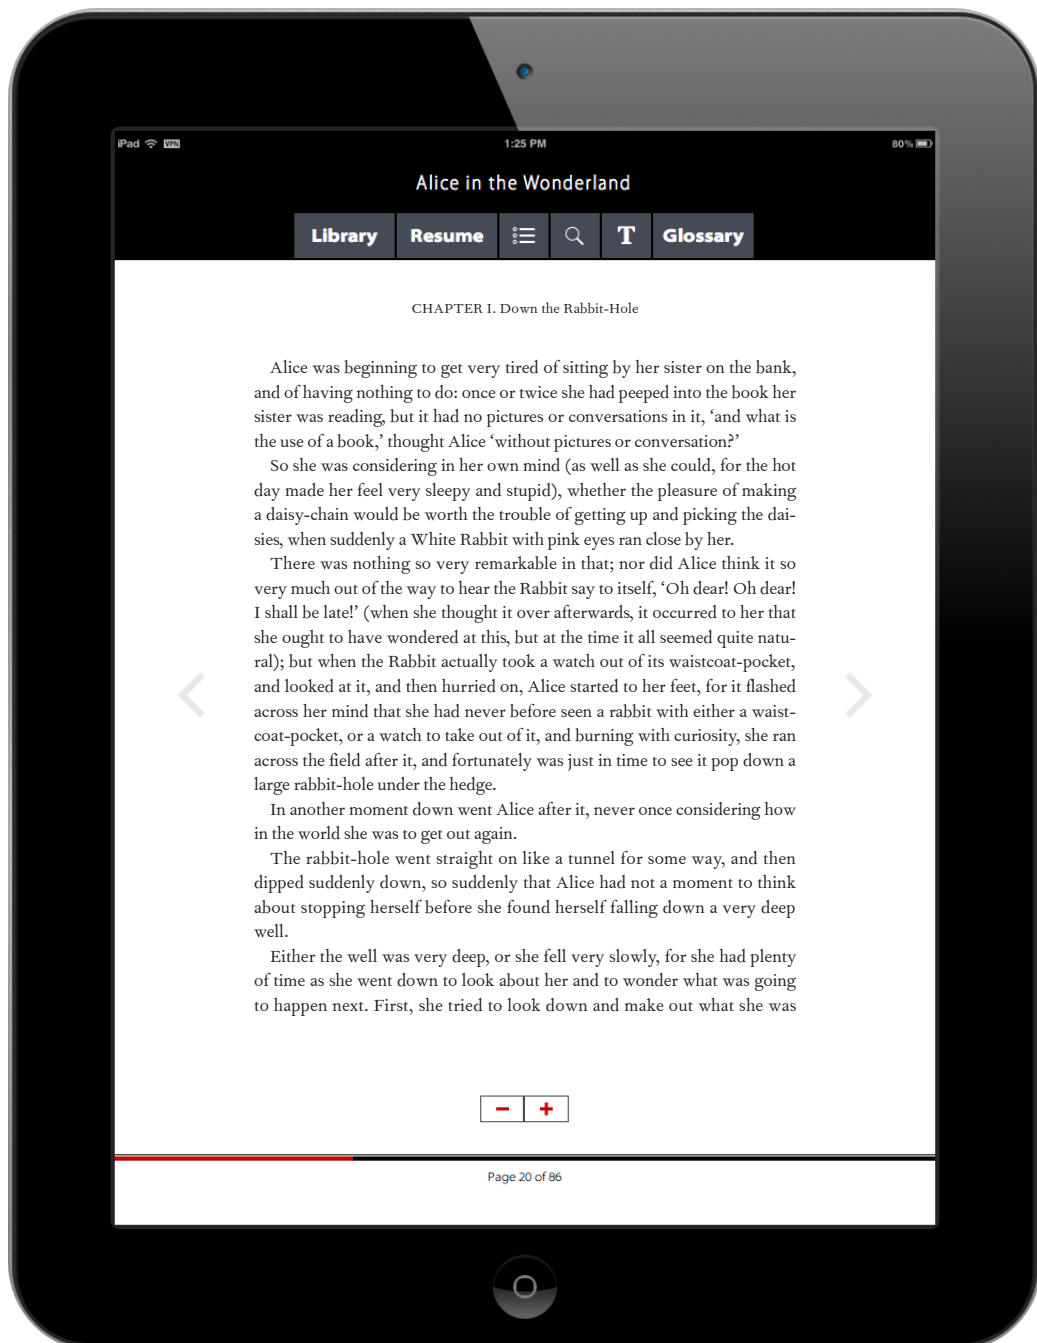 iPad VPN 1:25 PM 80%
Alice in the Wonderland
Library Resume T Glossary
CHAPTER I. Down the Rabbit-Hole
Alice was beginning to get very tired of sitting by her sister on the bank,
and of having nothing to do: once or twice she had peeped into the book her
sister was reading, but it had no pictures or conversations in it, ‘and what is
the use of a book,’ thought Alice ‘without pictures or conversation?’
So she was considering in her own mind (as well as she could, for the hot
day made her feel very sleepy and stupid), whether the pleasure of making
a daisy-chain would be worth the trouble of getting up and picking the dai-
sies, when suddenly a White Rabbit with pink eyes ran close by her.
There was nothing so very remarkable in that; nor did Alice think it so
very much out of the way to hear the Rabbit say to itself, ‘Oh dear! Oh dear!
I shall be late!’ (when she thought it over afterwards, it occurred to her that
she ought to have wondered at this, but at the time it all seemed quite natu-
ral); but when the Rabbit actually took a watch out of its waistcoat-pocket,
and looked at it, and then hurried on, Alice started to her feet, for it flashed
across her mind that she had never before seen a rabbit with either a waist-
coat-pocket, or a watch to take out of it, and burning with curiosity, she ran
across the field after it, and fortunately was just in time to see it pop down a
large rabbit-hole under the hedge.
In another moment down went Alice after it, never once considering how
in the world she was to get out again.
The rabbit-hole went straight on like a tunnel for some way, and then
dipped suddenly down, so suddenly that Alice had not a moment to think
about stopping herself before she found herself falling down a very deep
well.
Either the well was very deep, or she fell very slowly, for she had plenty
of time as she went down to look about her and to wonder what was going
to happen next. First, she tried to look down and make out what she was
− +
Page 20 of 86